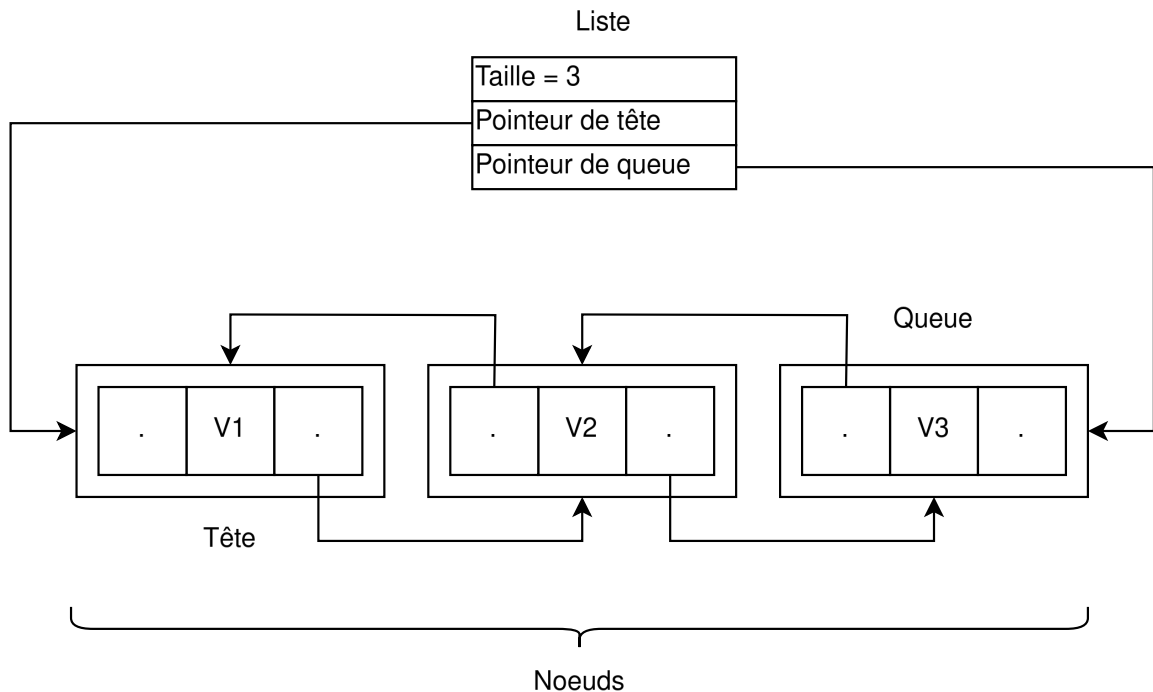 Liste
Taille = 3
Pointeur de tête
Pointeur de queue
Queue
. V1 . . V2 . . V3 .
Tête
Noeuds